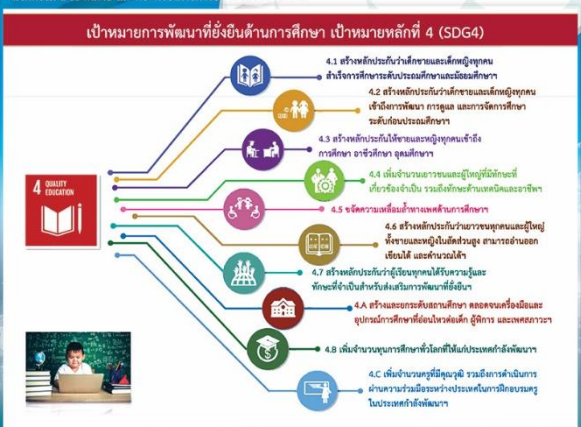 เป้าหมายการพัฒนาที่ยั่งยืนด้านการศึกษา เป้าหมายหลักที่ 4 (SDG4)
4.1 สร้างหลักประกันว่าเด็กชายและเด็กหญิงทุกคน
สำเร็จการศึกษาระดับประถมศึกษาและมัธยมศึกษาฯ
4.2 สร้างหลักประกันว่าเด็กชายและเด็กหญิงทุกคน
เข้าถึงการพัฒนา การดูแล และการจัดการศึกษา
ระดับก่อนประถมศึกษาฯ
4.3 สร้างหลักประกันให้ชายและหญิงทุกคนเข้าถึง
การศึกษา อาชีวศึกษา อุดมศึกษาฯ
4 QUALITY
EDUCATION
4.4 เพิ่มจำนวนเยาวชนและผู้ใหญ่ที่มีทักษะที่
เกี่ยวข้องจำเป็น รวมถึงทักษะด้านเทคนิคและอาชีพฯ
4.5 ขจัดความเหลื่อมล้ำทางเพศด้านการศึกษาฯ
4.6 สร้างหลักประกันว่าเยาวชนทุกคนและผู้ใหญ่
ทั้งชายและหญิงในสัดส่วนสูง สามารถอ่านออก
เขียนได้ และคำนวณได้ฯ
4.7 สร้างหลักประกันว่าผู้เรียนทุกคนได้รับความรู้และ
ทักษะที่จำเป็นสำหรับส่งเสริมการพัฒนาที่ยั่งยืนฯ
4.A สร้างและยกระดับสถานศึกษา ตลอดจนเครื่องมือและ
อุปกรณ์การศึกษาที่อ่อนไหวต่อเด็ก ผู้พิการ และเพศสภาวะฯ
4.B เพิ่มจำนวนทุนการศึกษาทั่วโลกที่ให้แก่ประเทศกำลังพัฒนาฯ
4.C เพิ่มจำนวนครูที่มีคุณวุฒิ รวมถึงการดำเนินการ
ผ่านความร่วมมือระหว่างประเทศในการฝึกอบรมครู
ในประเทศกำลังพัฒนาฯ